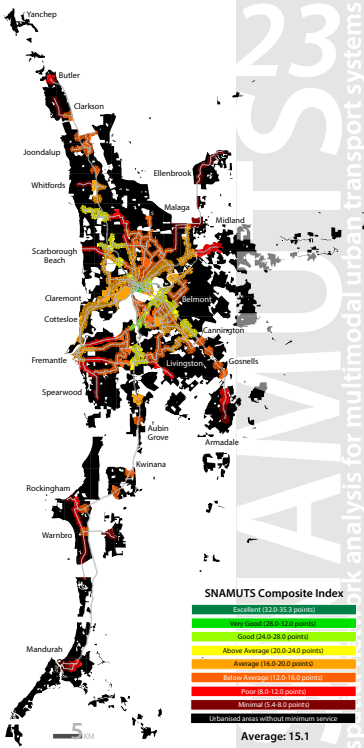 23
SNAMUTS
Yanchep
Butler
Clarkson
Joondalup
Ellenbrook
Whitfords
Malaga
Midland
Scarborough
Beach
Claremont
Belmont
Cottesloe
Cannington
Fremantle
Livingston
Gosnells
Spearwood
Aubin
Grove
Armadale
Kwinana
Rockingham
Warnbro
Mandurah
5 KM
SNAMUTS Composite Index
Excellent (32.0-35.3 points)
Very Good (28.0-32.0 points)
Good (24.0-28.0 points)
Above Average (20.0-24.0 points)
Average (16.0-20.0 points)
Below Average (12.0-16.0 points)
Poor (8.0-12.0 points)
Minimal (5.4-8.0 points)
Urbanised areas without minimum service
Average: 15.1
network analysis for multimodal urban transport systems